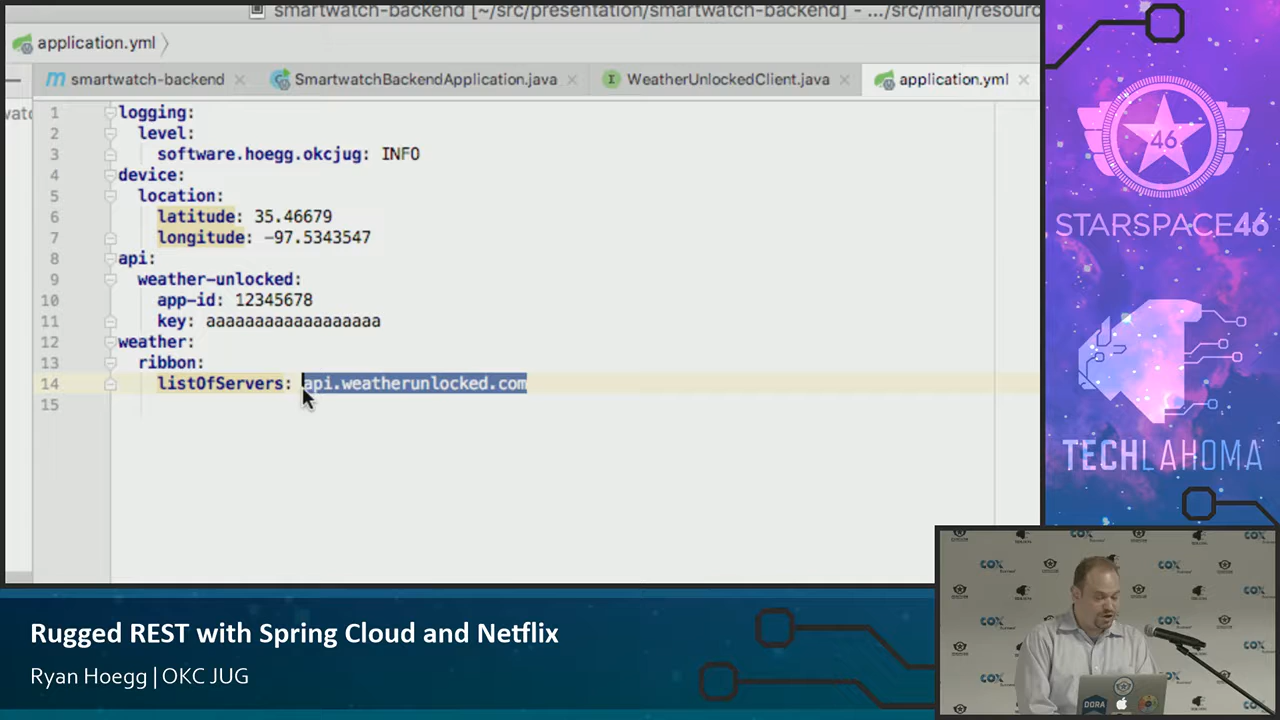 smartwatch-backend [~/src/presentation/smartwatch-backend] - .../src/main/resourc
application.yml
smartwatch-backend
SmartwatchBackendApplication.java
WeatherUnlockedClient.java
application.yml
1 logging:
2 level:
3 software.hoegg.okcjug: INFO
4 device:
5 location:
6 latitude: 35.46679
7 longitude: -97.5343547
8 api:
9 weather-unlocked:
10 app-id: 12345678
11 key: aaaaaaaaaaaaaaaaaa
12 weather:
13 ribbon:
14 listOfServers: api.weatherunlocked.com
15
46
STARSPACE46
TECHLAHOMA
COX
DORA
Rugged REST with Spring Cloud and Netflix
Ryan Hoegg | OKC JUG